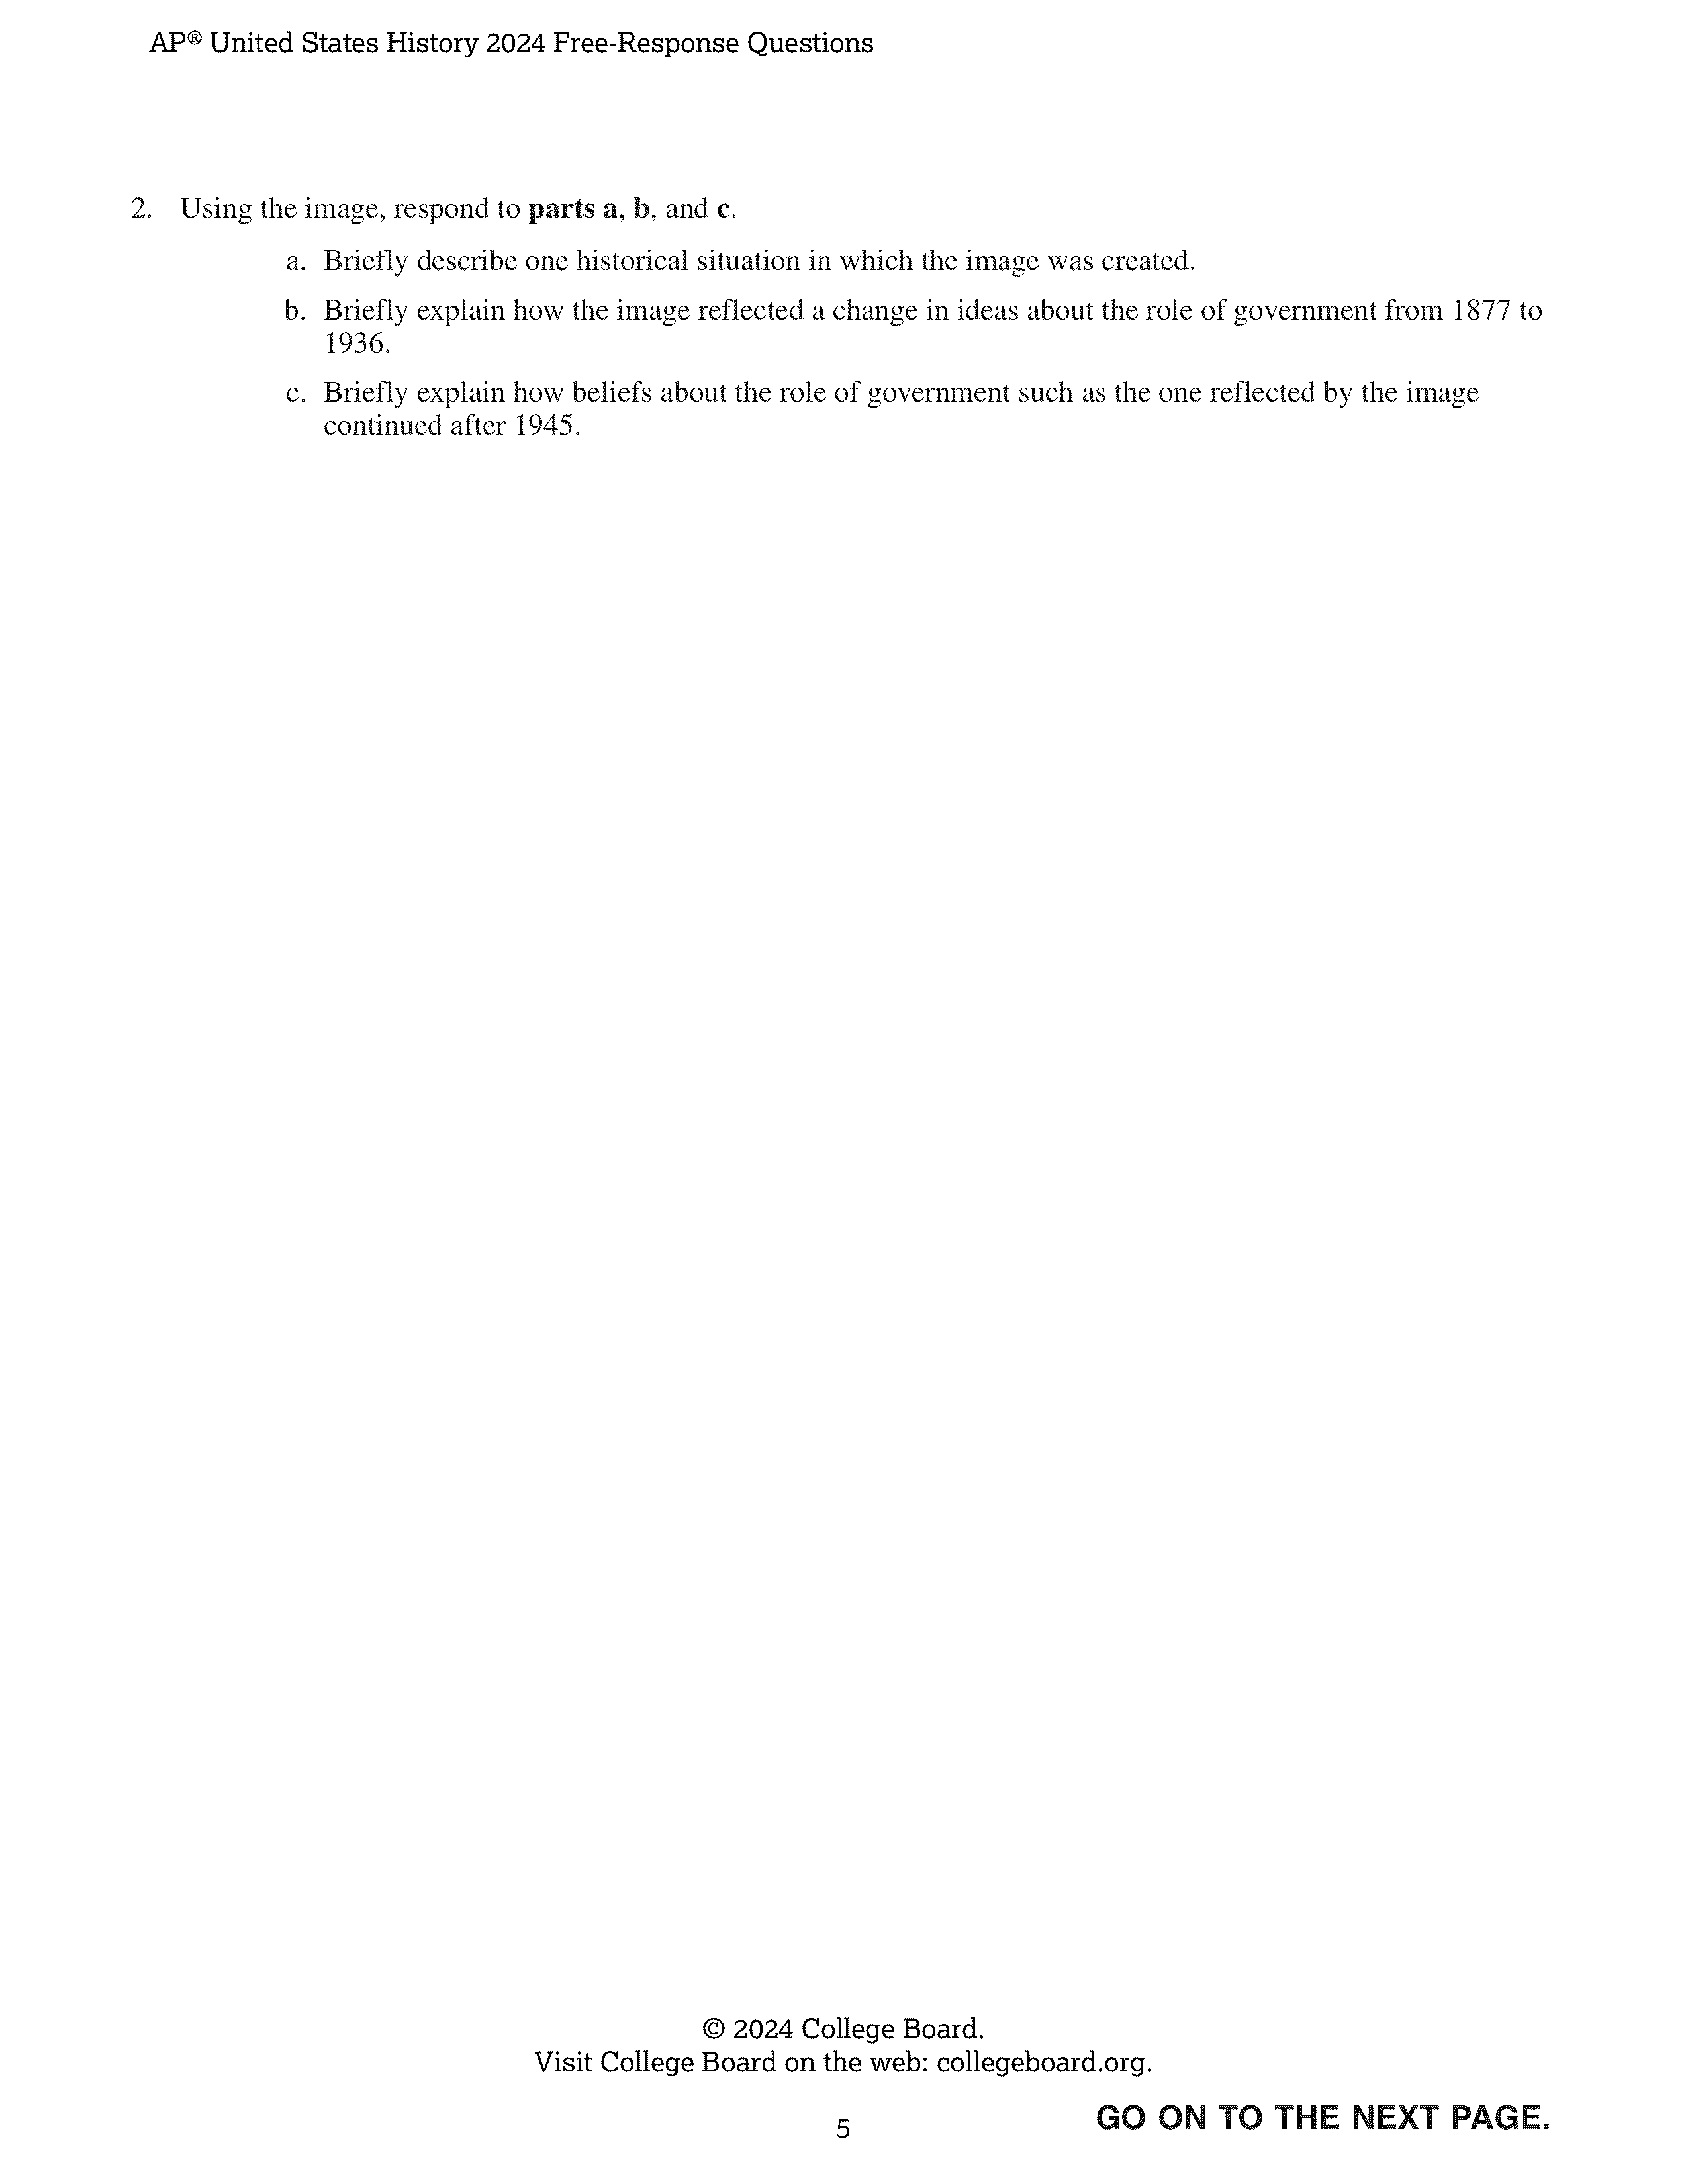 AP® United States History 2024 Free-Response Questions
2. Using the image, respond to parts a, b, and c.
a. Briefly describe one historical situation in which the image was created.
b. Briefly explain how the image reflected a change in ideas about the role of government from 1877 to
1936.
c. Briefly explain how beliefs about the role of government such as the one reflected by the image
continued after 1945.
© 2024 College Board.
Visit College Board on the web: collegeboard.org.
5
GO ON TO THE NEXT PAGE.